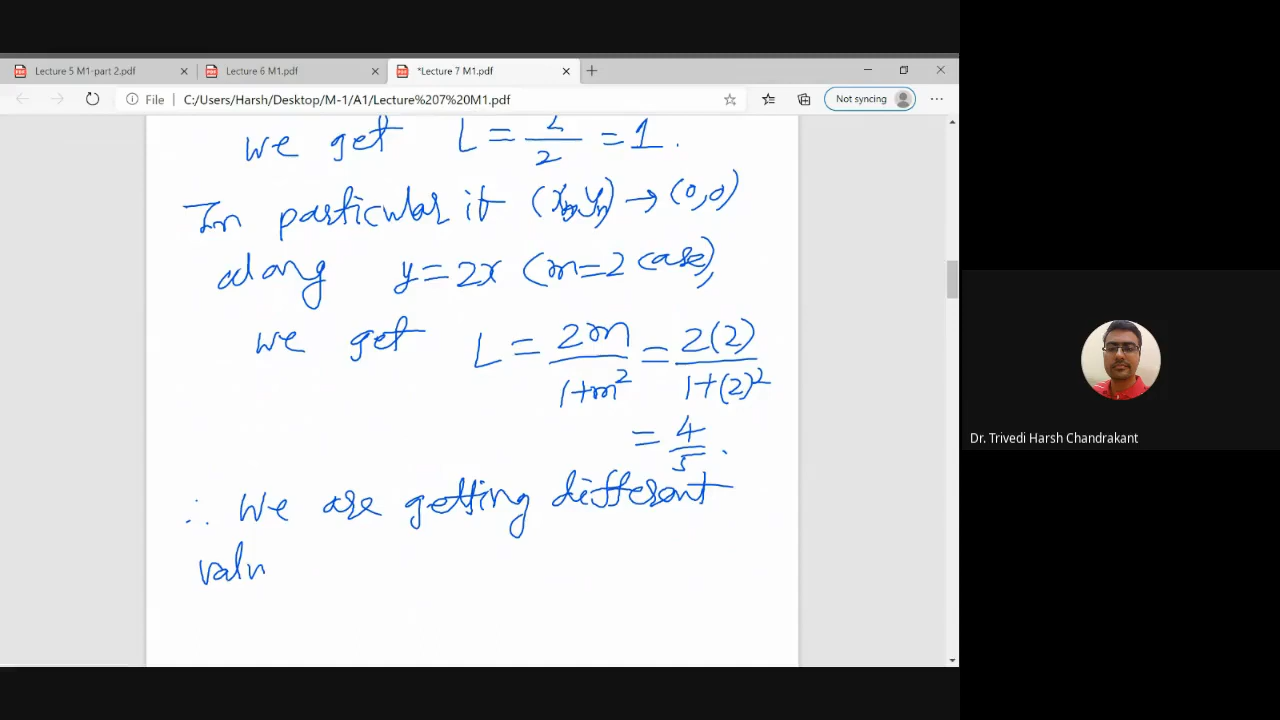 Lecture 5 M1-part 2.pdf
Lecture 6 M1.pdf
*Lecture 7 M1.pdf
File C:/Users/Harsh/Desktop/M-1/A1/Lecture%207%20M1.pdf
Not syncing
we get L = 2/2 = 1.
In particular if (xn, yn) → (0,0)
along y = 2x (m=2 case),
we get L = 2m/1+m² = 2(2)/1+(2)²
= 4/5.
∴ We are getting different
valu
Dr. Trivedi Harsh Chandrakant